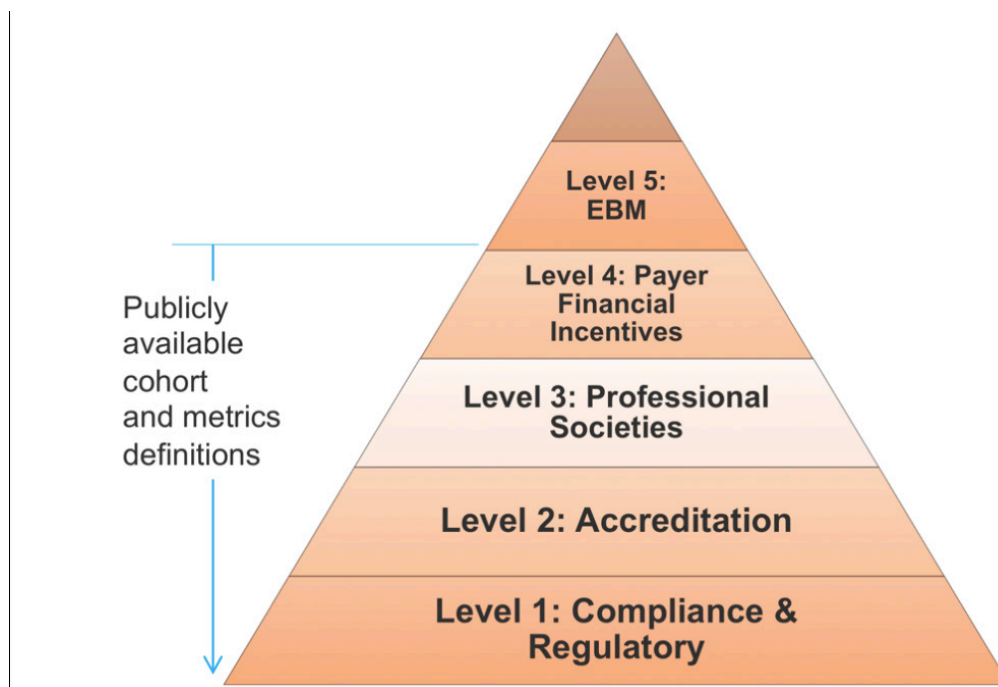 Level 5:
EBM
Level 4: Payer
Financial
Incentives
Publicly
available
cohort
and metrics
definitions
Level 3: Professional
Societies
Level 2: Accreditation
Level 1: Compliance &
Regulatory